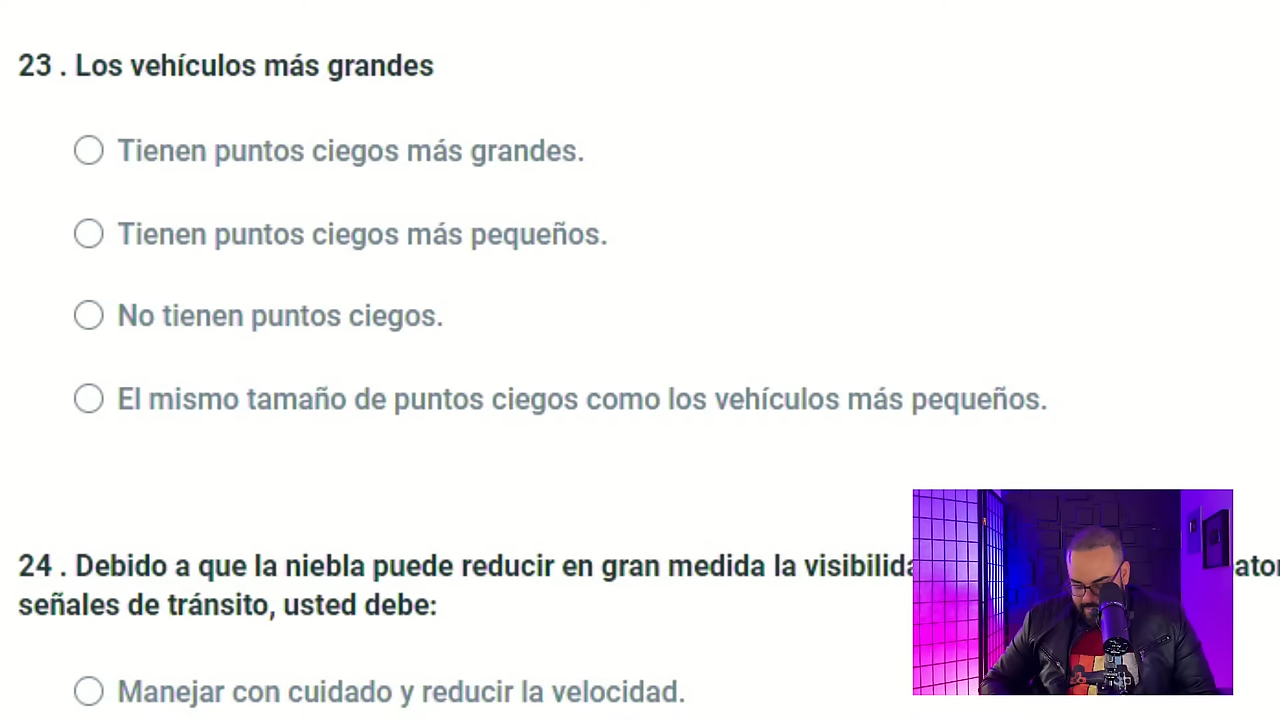 23 . Los vehículos más grandes
Tienen puntos ciegos más grandes.
Tienen puntos ciegos más pequeños.
No tienen puntos ciegos.
El mismo tamaño de puntos ciegos como los vehículos más pequeños.
24 . Debido a que la niebla puede reducir en gran medida la
señales de tránsito, usted debe:
Manejar con cuidado y reducir la velocidad.